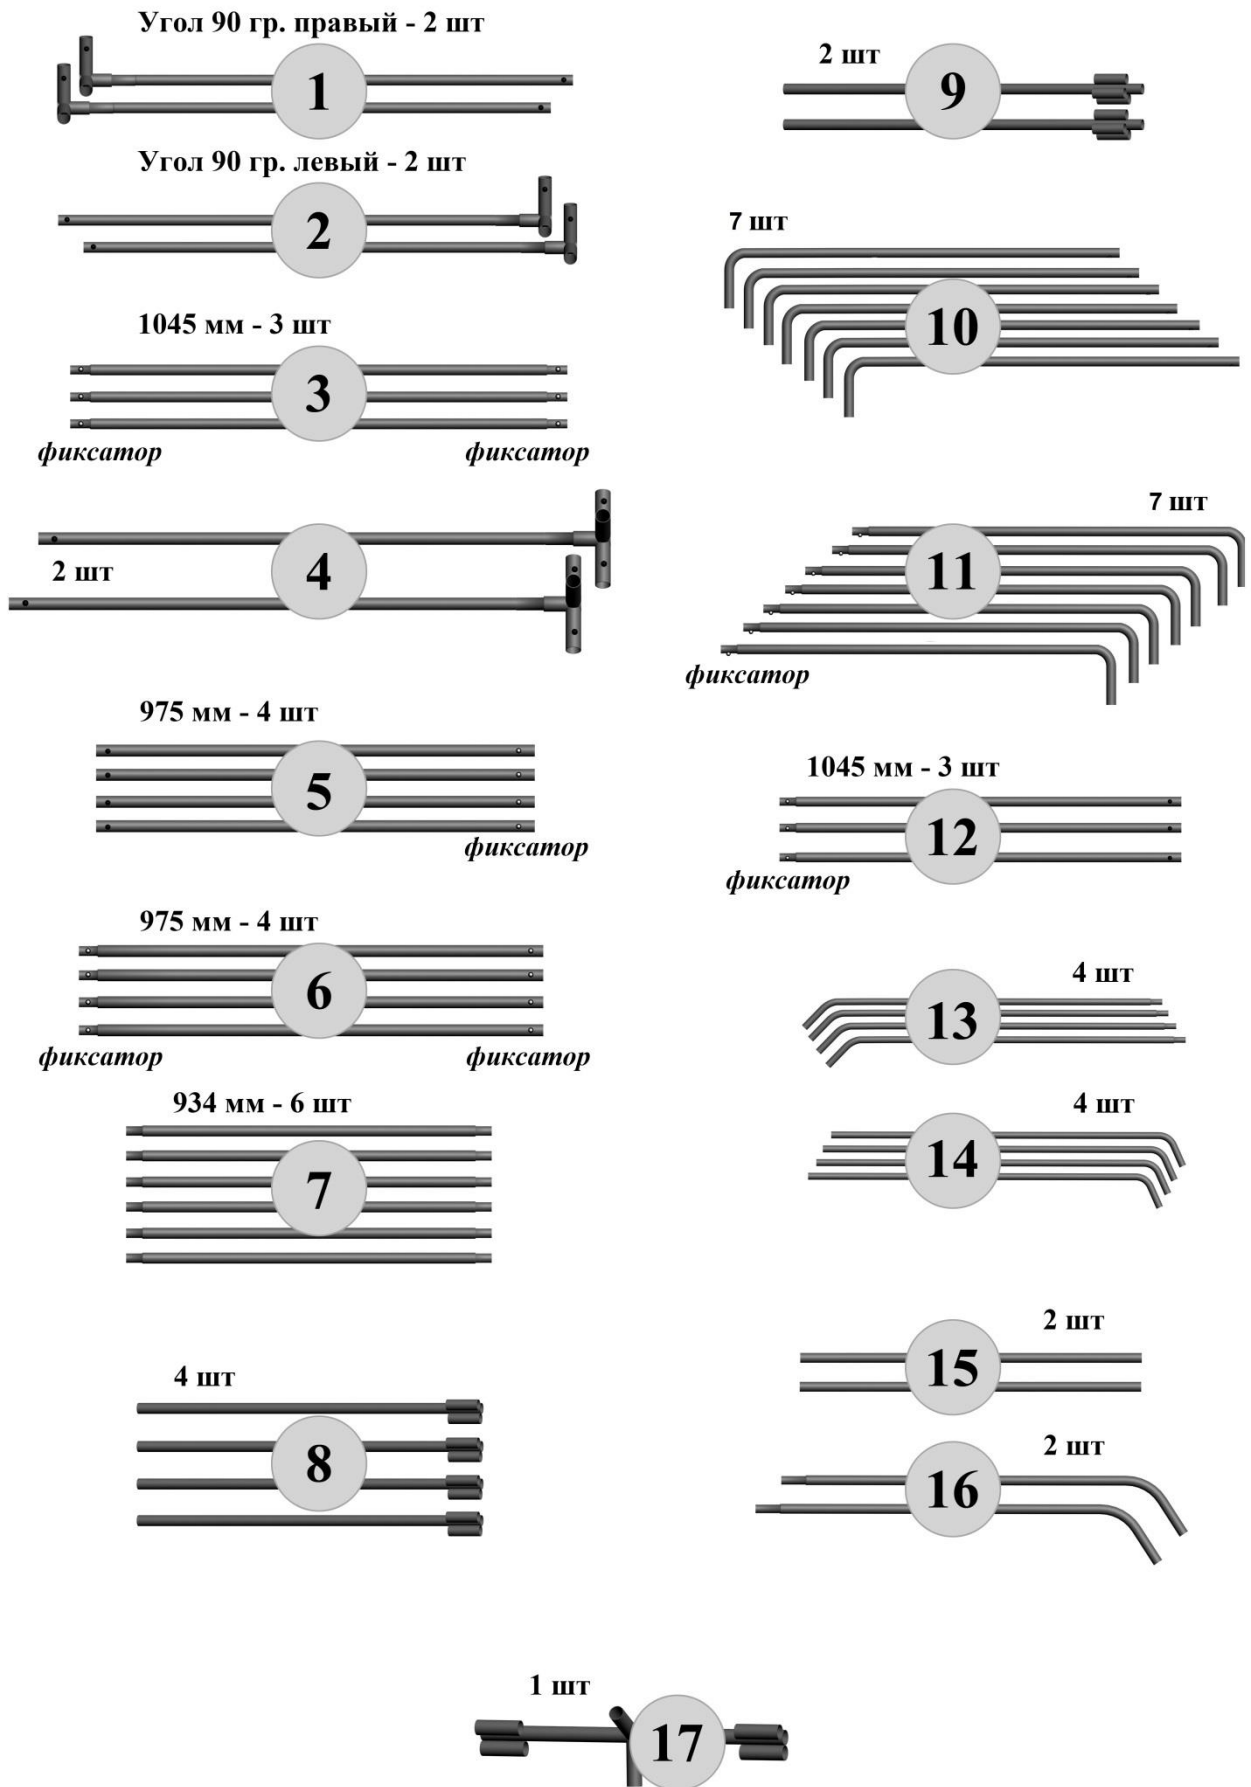 Угол 90 гр. правый - 2 шт
1
Угол 90 гр. левый - 2 шт
2
1045 мм - 3 шт
3
фиксатор
фиксатор
4
2 шт
975 мм - 4 шт
5
фиксатор
975 мм - 4 шт
6
фиксатор
фиксатор
934 мм - 6 шт
7
4 шт
8
2 шт
9
7 шт
10
7 шт
11
фиксатор
1045 мм - 3 шт
12
фиксатор
4 шт
13
4 шт
14
2 шт
15
2 шт
16
1 шт
17